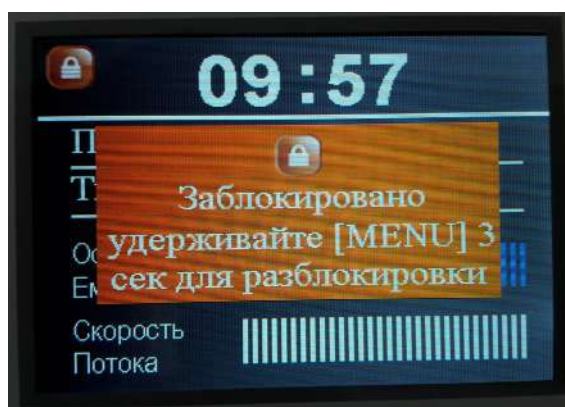 09:57
Заблокировано
удерживайте [MENU] 3
сек для разблокировки
Скорость
Потока